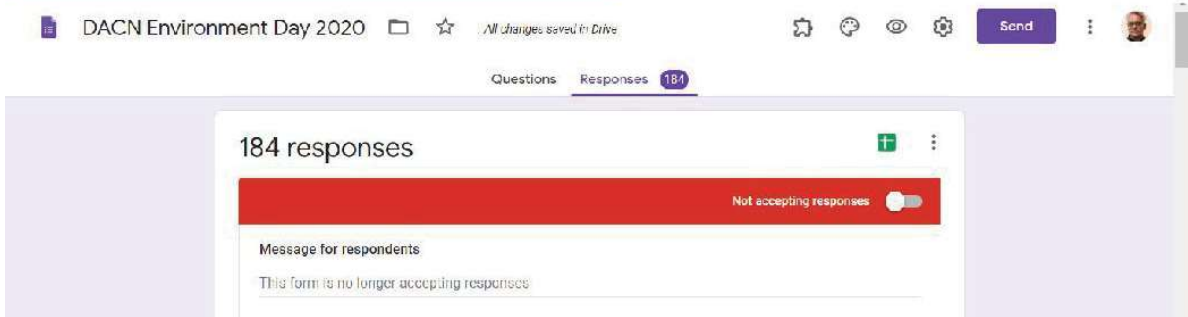 DACN Environment Day 2020 All changes saved in Drive Send
Questions Responses 184
184 responses
Not accepting responses
Message for respondents
This form is no longer accepting responses